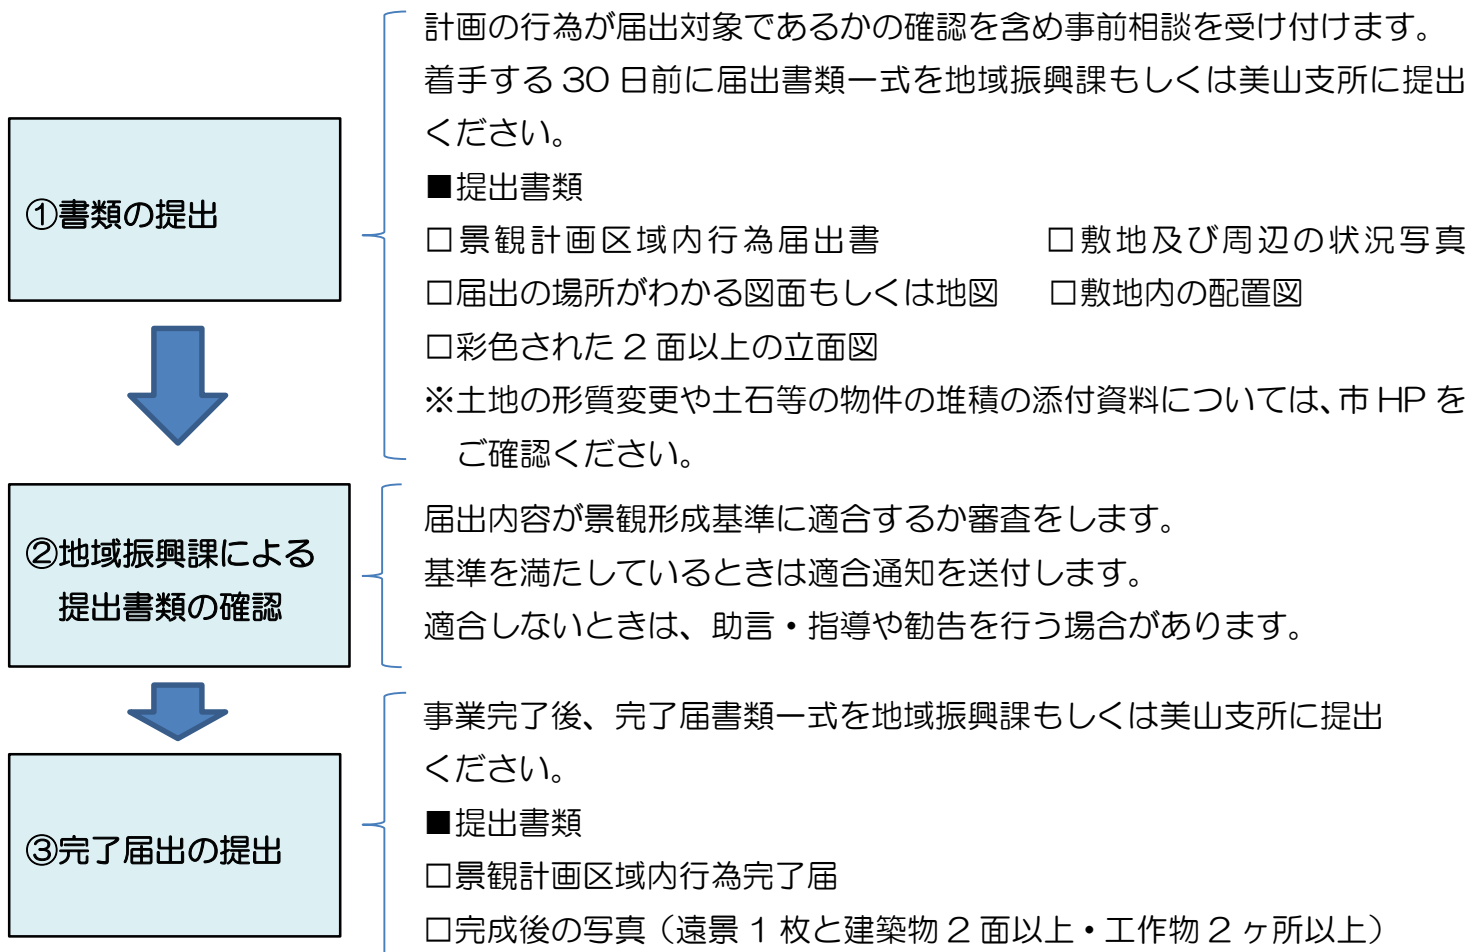 計画の行為が届出対象であるかの確認を含め事前相談を受け付けます。
着手する 30 日前に届出書類一式を地域振興課もしくは美山支所に提出
ください。
①書類の提出
■提出書類
□景観計画区域内行為届出書 □敷地及び周辺の状況写真
□届出の場所がわかる図面もしくは地図 □敷地内の配置図
□彩色された 2 面以上の立面図
※土地の形質変更や土石等の物件の堆積の添付資料については、市 HP を
ご確認ください。
②地域振興課による
提出書類の確認
届出内容が景観形成基準に適合するか審査をします。
基準を満たしているときは適合通知を送付します。
適合しないときは、助言・指導や勧告を行う場合があります。
③完了届出の提出
事業完了後、完了届書類一式を地域振興課もしくは美山支所に提出
ください。
■提出書類
□景観計画区域内行為完了届
□完成後の写真（遠景 1 枚と建築物 2 面以上・工作物 2 ヶ所以上）